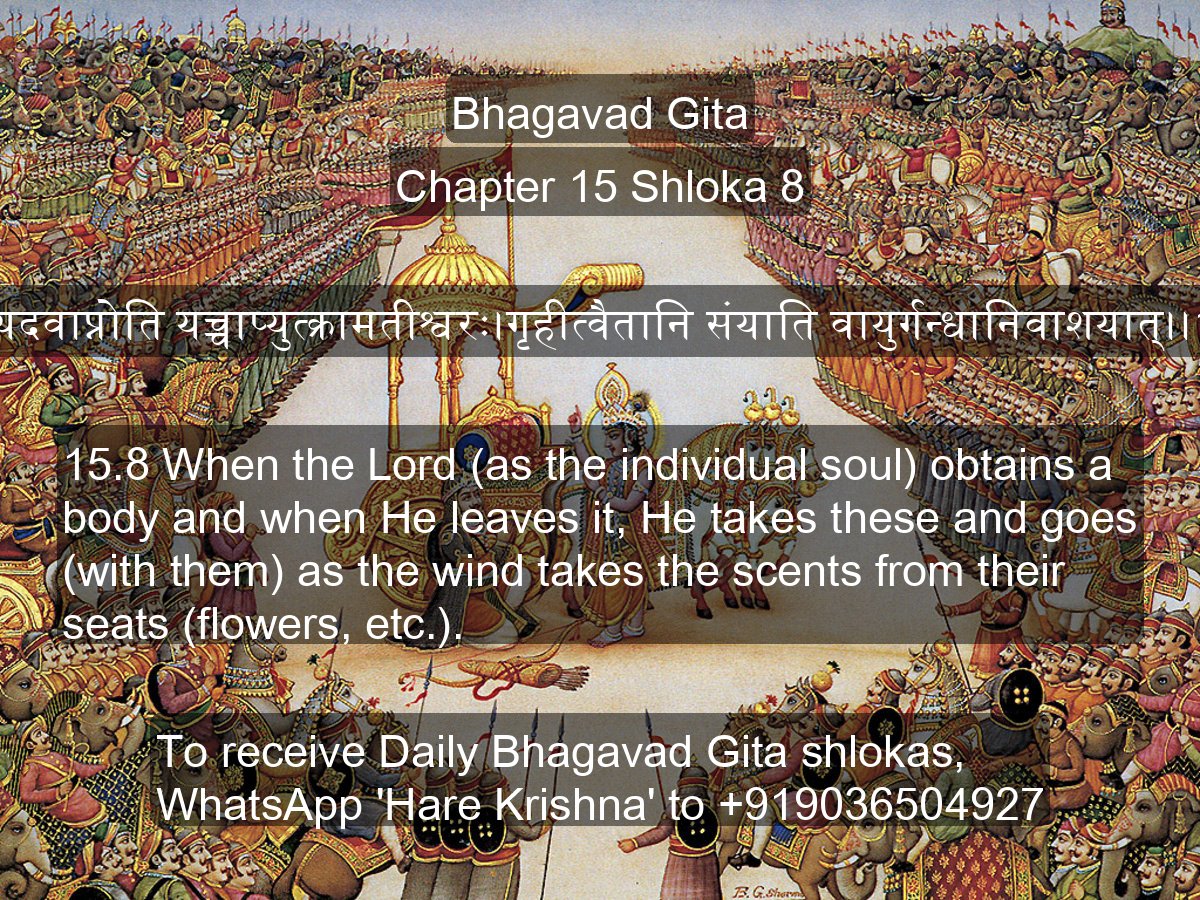 Bhagavad Gita
Chapter 15 Shloka 8
यदवाप्नोति यच्चाप्युत्क्रामतीश्वरः।गृहीत्वैतानि संयाति वायुर्गन्धानिवाशयात्।।
15.8 When the Lord (as the individual soul) obtains a
body and when He leaves it, He takes these and goes
(with them) as the wind takes the scents from their
seats (flowers, etc.).
To receive Daily Bhagavad Gita shlokas,
WhatsApp 'Hare Krishna' to +919036504927
B. G. Sharma